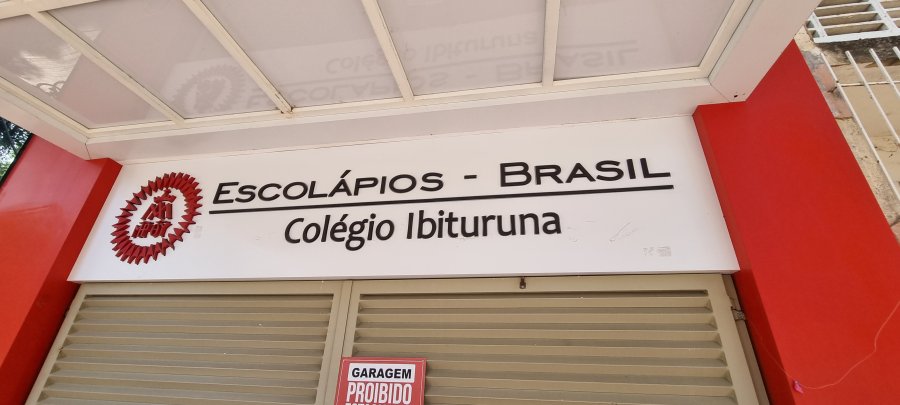 ESCOLÁPIOS - BRASIL
Colégio Ibituruna
GARAGEM
PROIBIDO